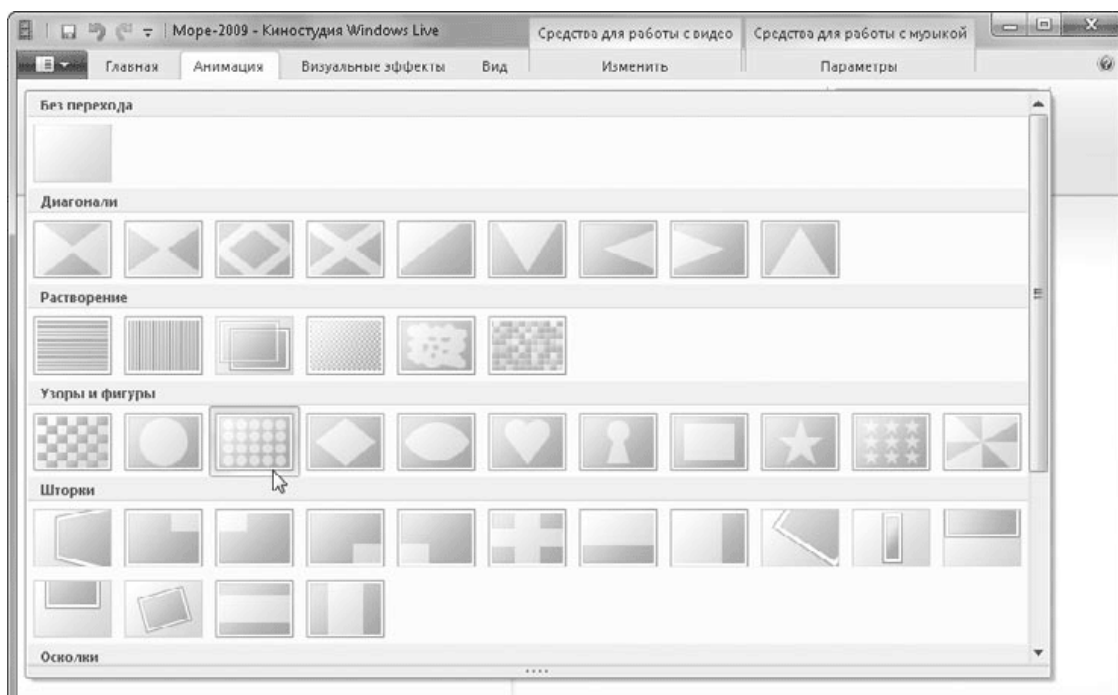 Море-2009 - Киностудия Windows Live
Средства для работы с видео
Средства для работы с музыкой
Главная
Анимация
Визуальные эффекты
Вид
Изменить
Параметры
Без перехода
Диагонали
Растворение
Узоры и фигуры
Шторки
Осколки